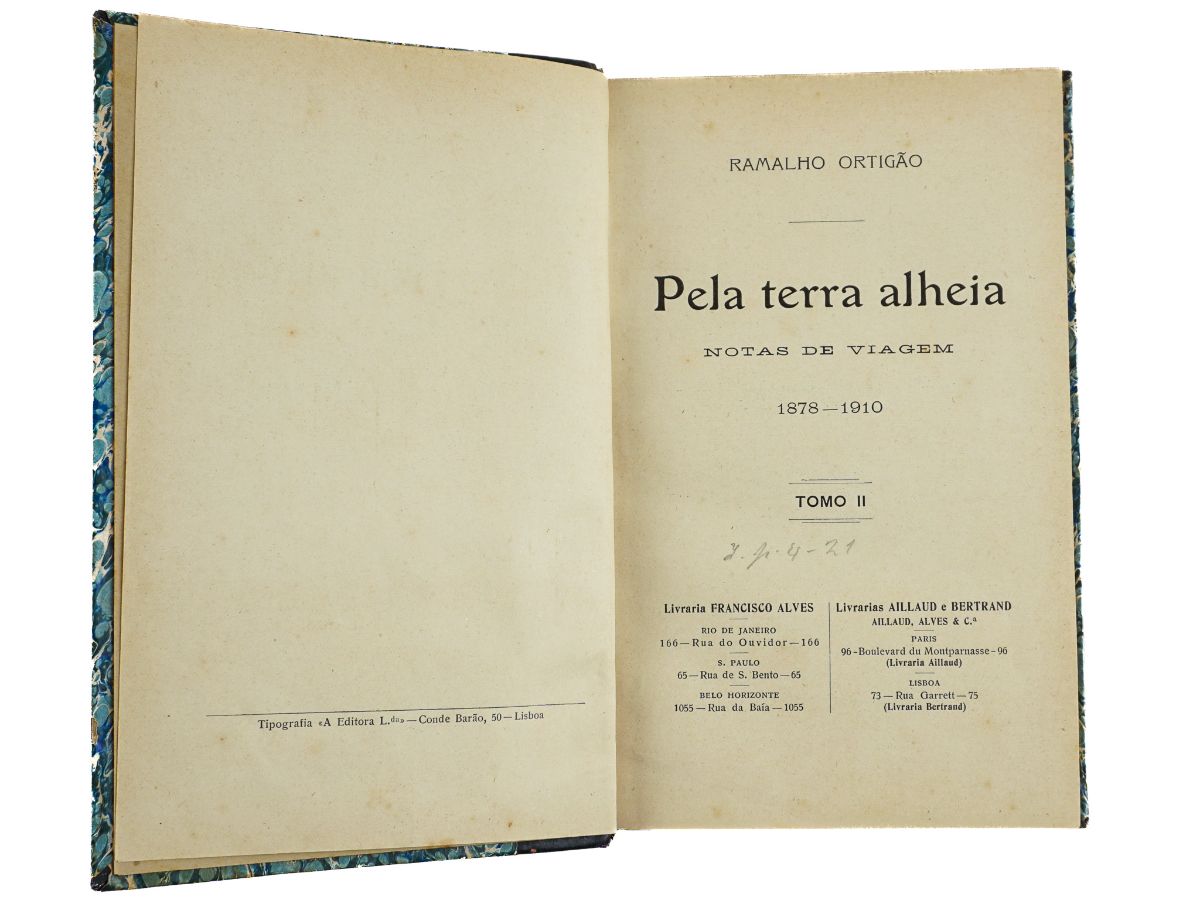 Tipografia «A Editora L.da» — Conde Barão, 50 — Lisboa
RAMALHO ORTIGÃO
Pela terra alheia
NOTAS DE VIAGEM
1878—1910
TOMO II
4-21
Livraria FRANCISCO ALVES
RIO DE JANEIRO
166—Rua do Ouvidor—166
S. PAULO
65—Rua de S. Bento—65
BELO HORIZONTE
1055—Rua da Baía—1055
Livrarias AILLAUD e BERTRAND
AILLAUD, ALVES & C.ª
PARIS
96-Boulevard du Montparnasse-96
(Livraria Aillaud)
LISBOA
73—Rua Garrett—75
(Livraria Bertrand)